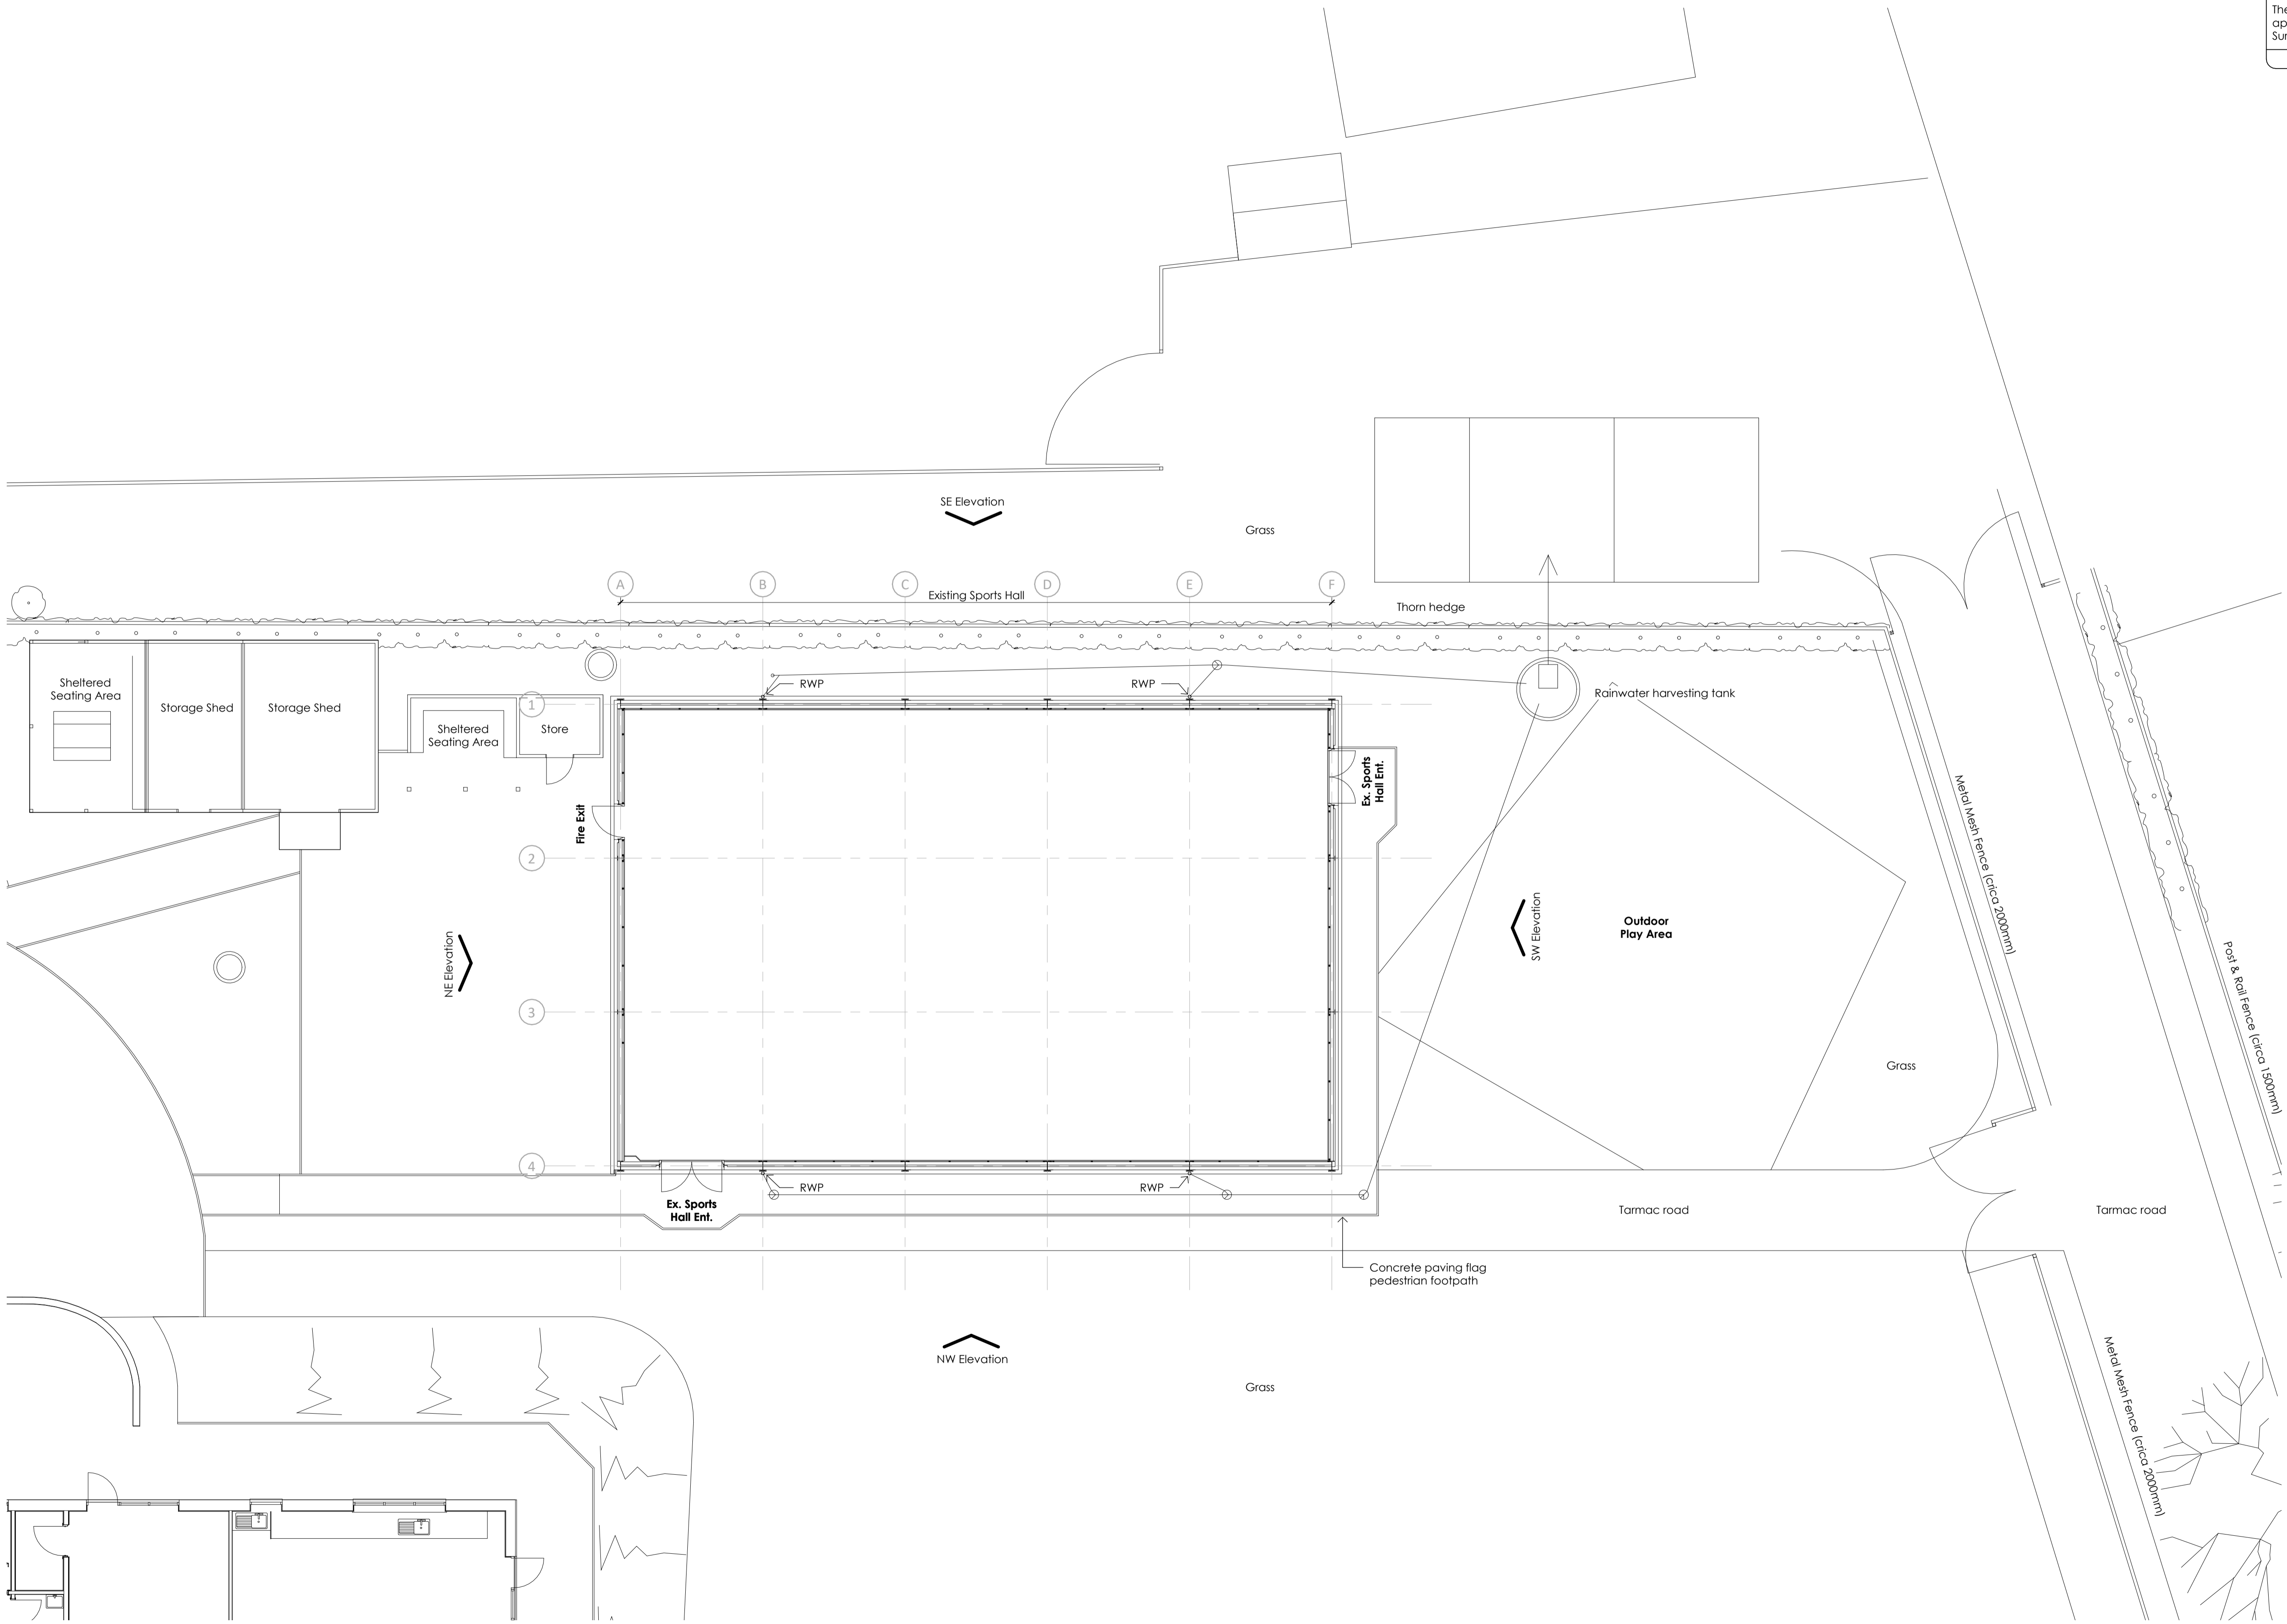 The
ap
Sur
SE Elevation
Grass
A
B
C
D
E
F
Existing Sports Hall
Thorn hedge
Sheltered
Seating Area
Storage Shed
Storage Shed
RWP
RWP
Rainwater harvesting tank
1
Sheltered
Seating Area
Store
Ex. Sports
Hall Ent.
Fire Exit
Metal Mesh Fence (crica 2000mm)
2
NE Elevation
SW Elevation
Outdoor
Play Area
Post & Rail Fence (circa 1500mm)
3
Grass
4
RWP
RWP
Ex. Sports
Hall Ent.
Tarmac road
Tarmac road
Concrete paving flag
pedestrian footpath
NW Elevation
Grass
Metal Mesh Fence (crica 2000mm)